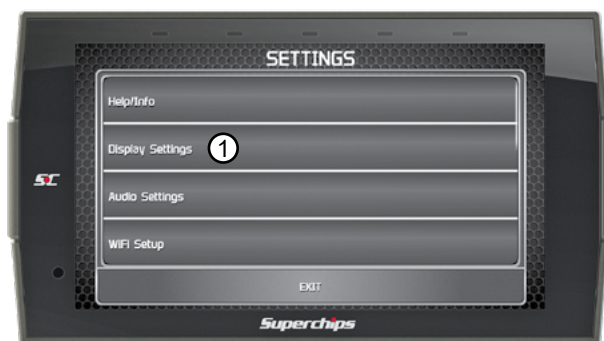 SETTINGS
Help/Info
Display Settings 1
Audio Settings
WiFi Setup
EXIT
SC
Superchips